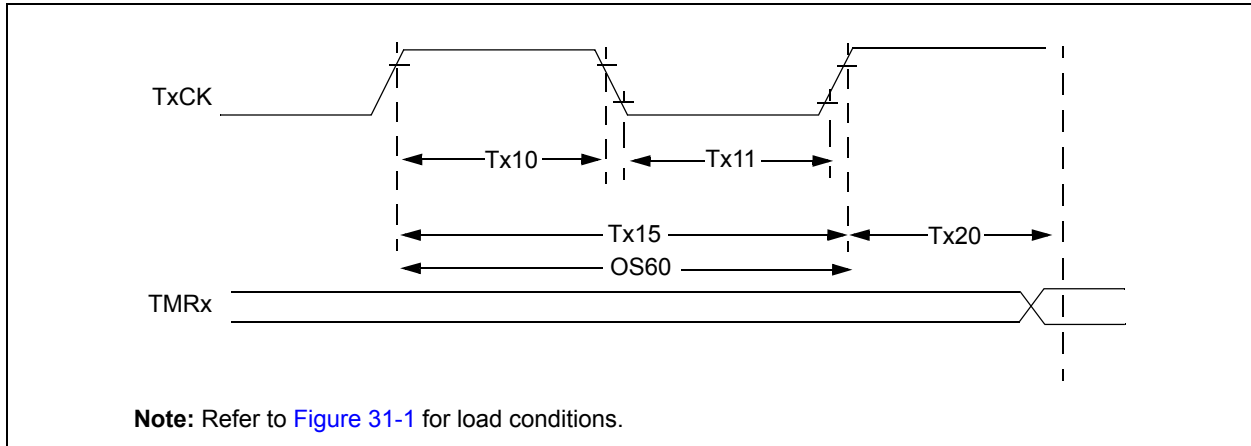 TxCK
Tx10
Tx11
Tx15
Tx20
OS60
TMRx
Note: Refer to Figure 31-1 for load conditions.